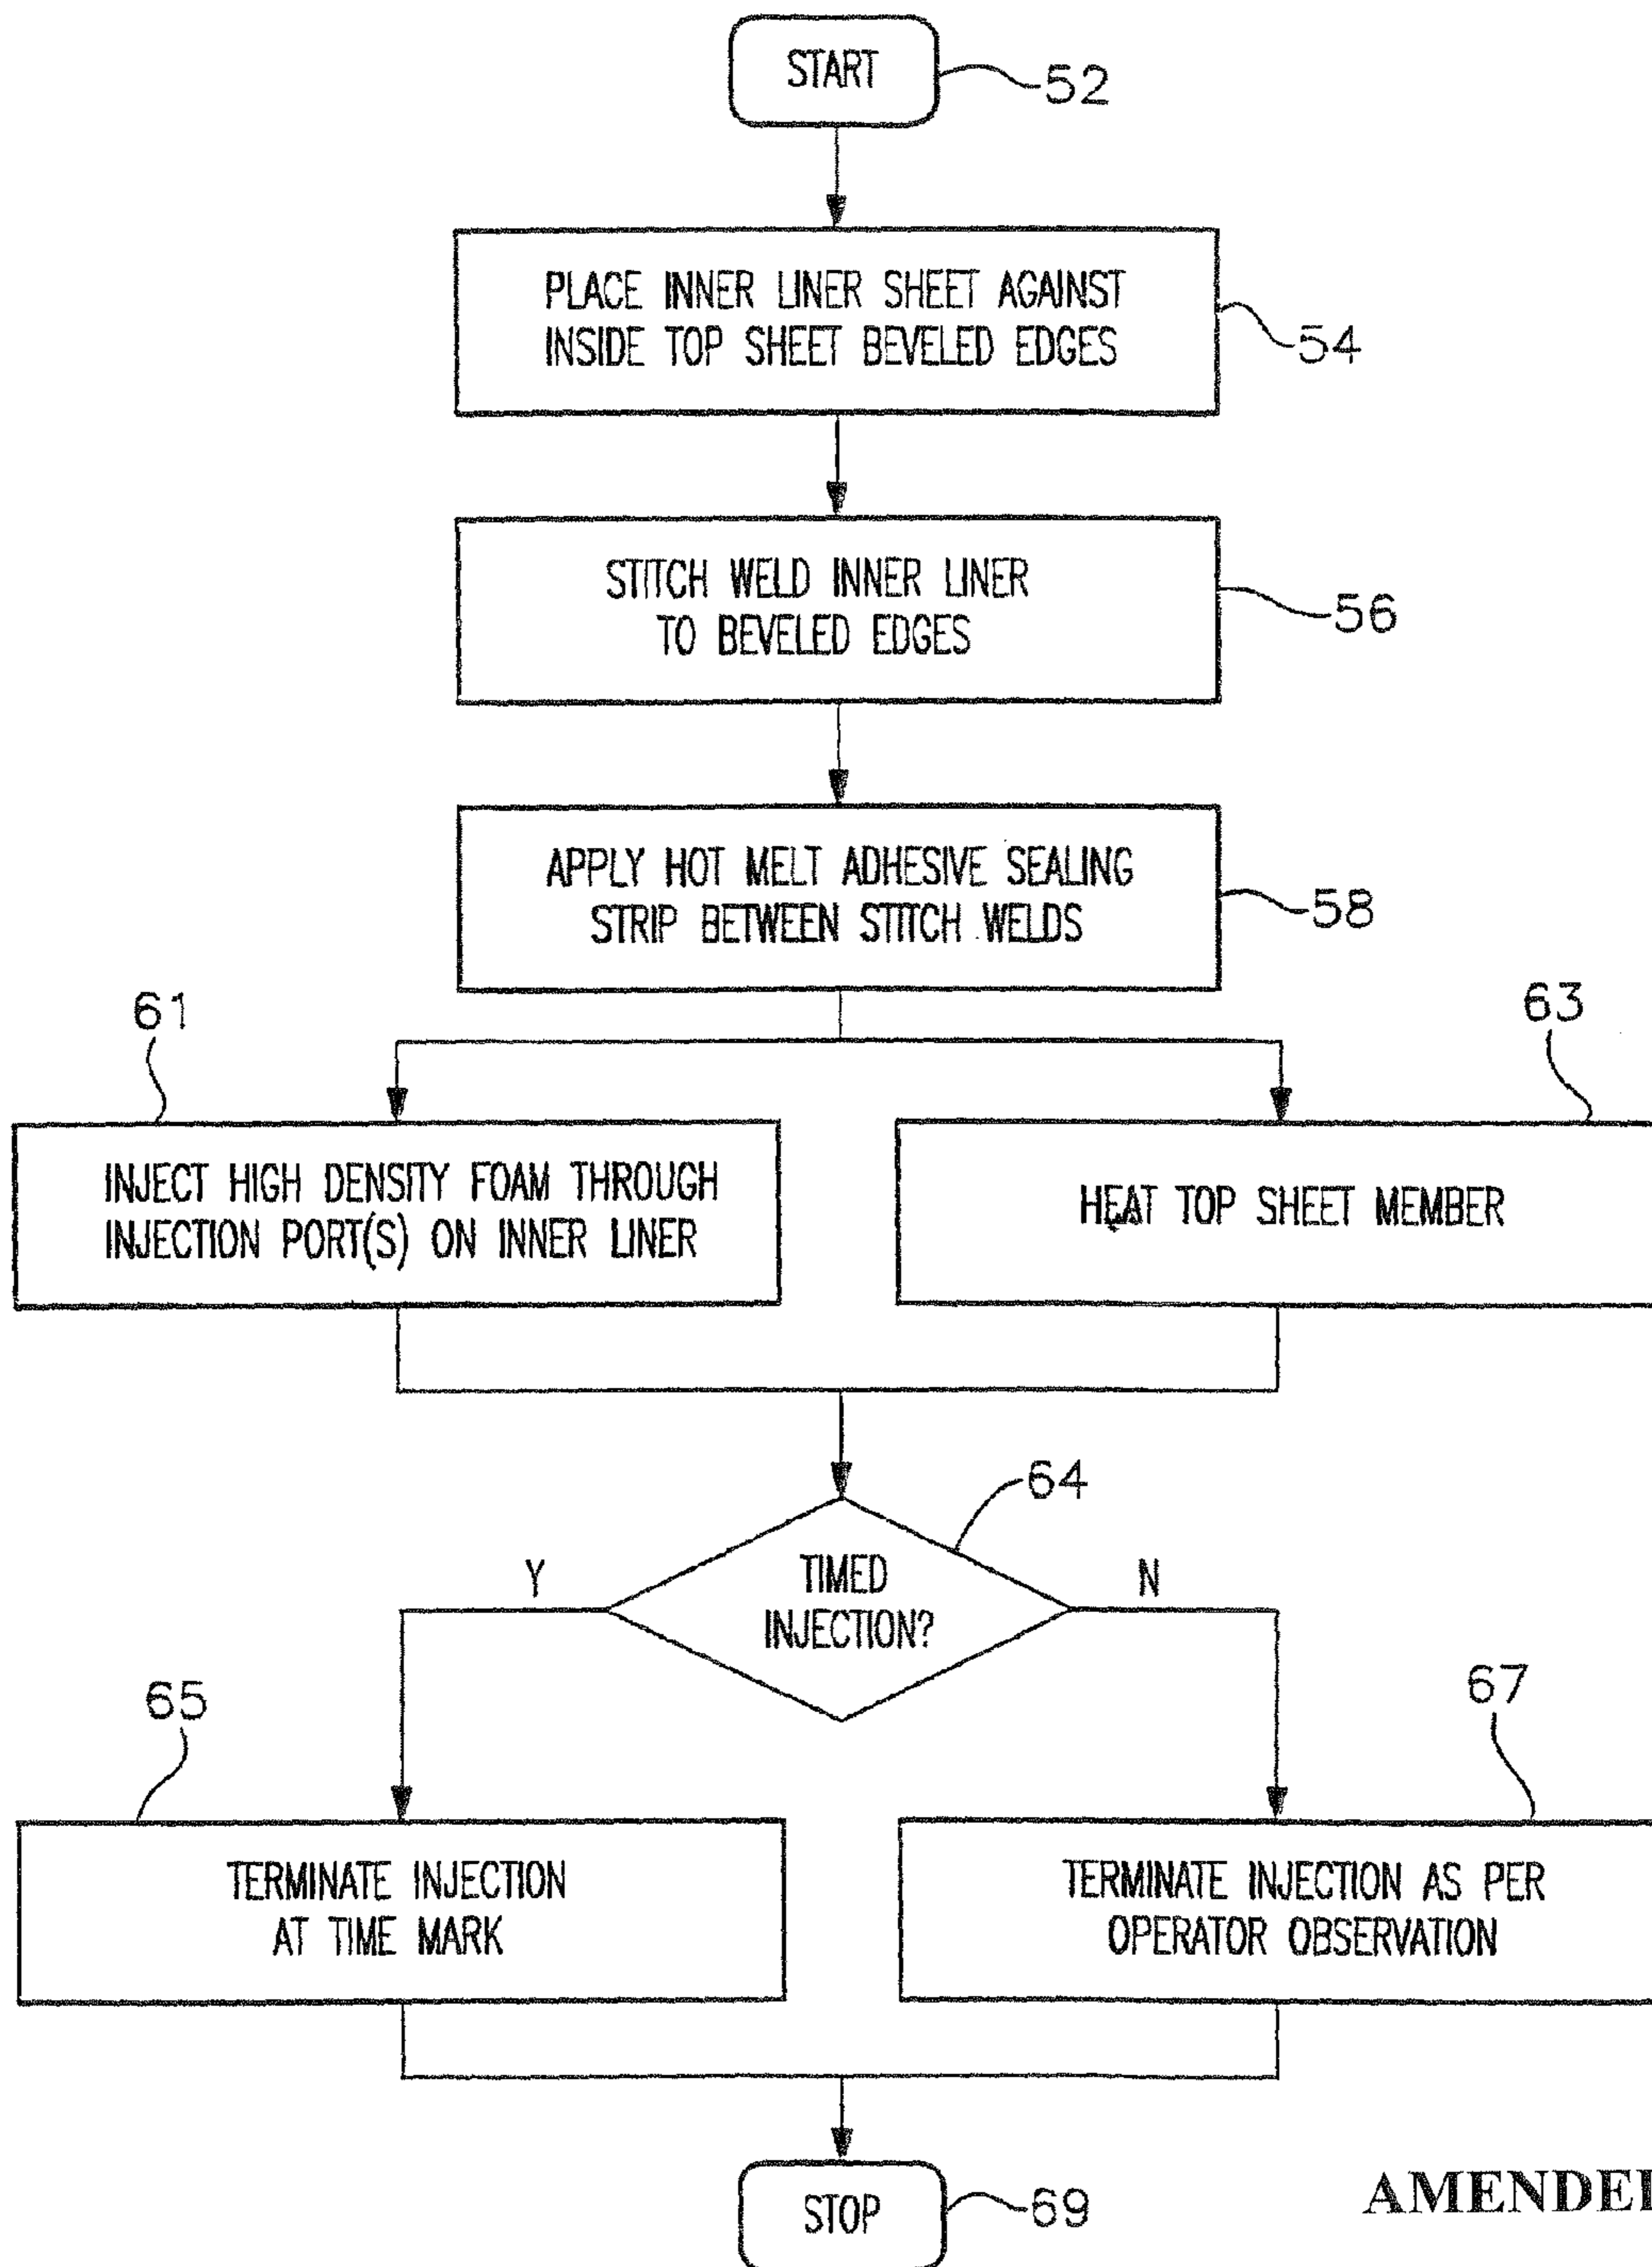 START
52
PLACE INNER LINER SHEET AGAINST
INSIDE TOP SHEET BEVELED EDGES
54
STITCH WELD INNER LINER
TO BEVELED EDGES
56
APPLY HOT MELT ADHESIVE SEALING
STRIP BETWEEN STITCH WELDS
58
61
63
INJECT HIGH DENSITY FOAM THROUGH
INJECTION PORT(S) ON INNER LINER
HEAT TOP SHEET MEMBER
64
TIMED
INJECTION?
Y
N
65
67
TERMINATE INJECTION
AT TIME MARK
TERMINATE INJECTION AS PER
OPERATOR OBSERVATION
STOP
69